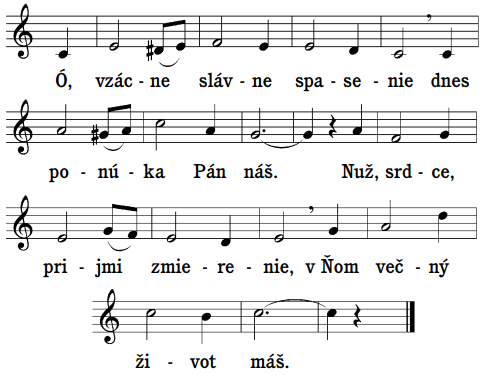 Ó, vzác - ne sláv - ne spa - se - nie dnes
po - nú - ka Pán náš. Nuž, srd - ce,
pri - jmi zmie - re - nie, v Ňom več - ný
ži - vot máš.